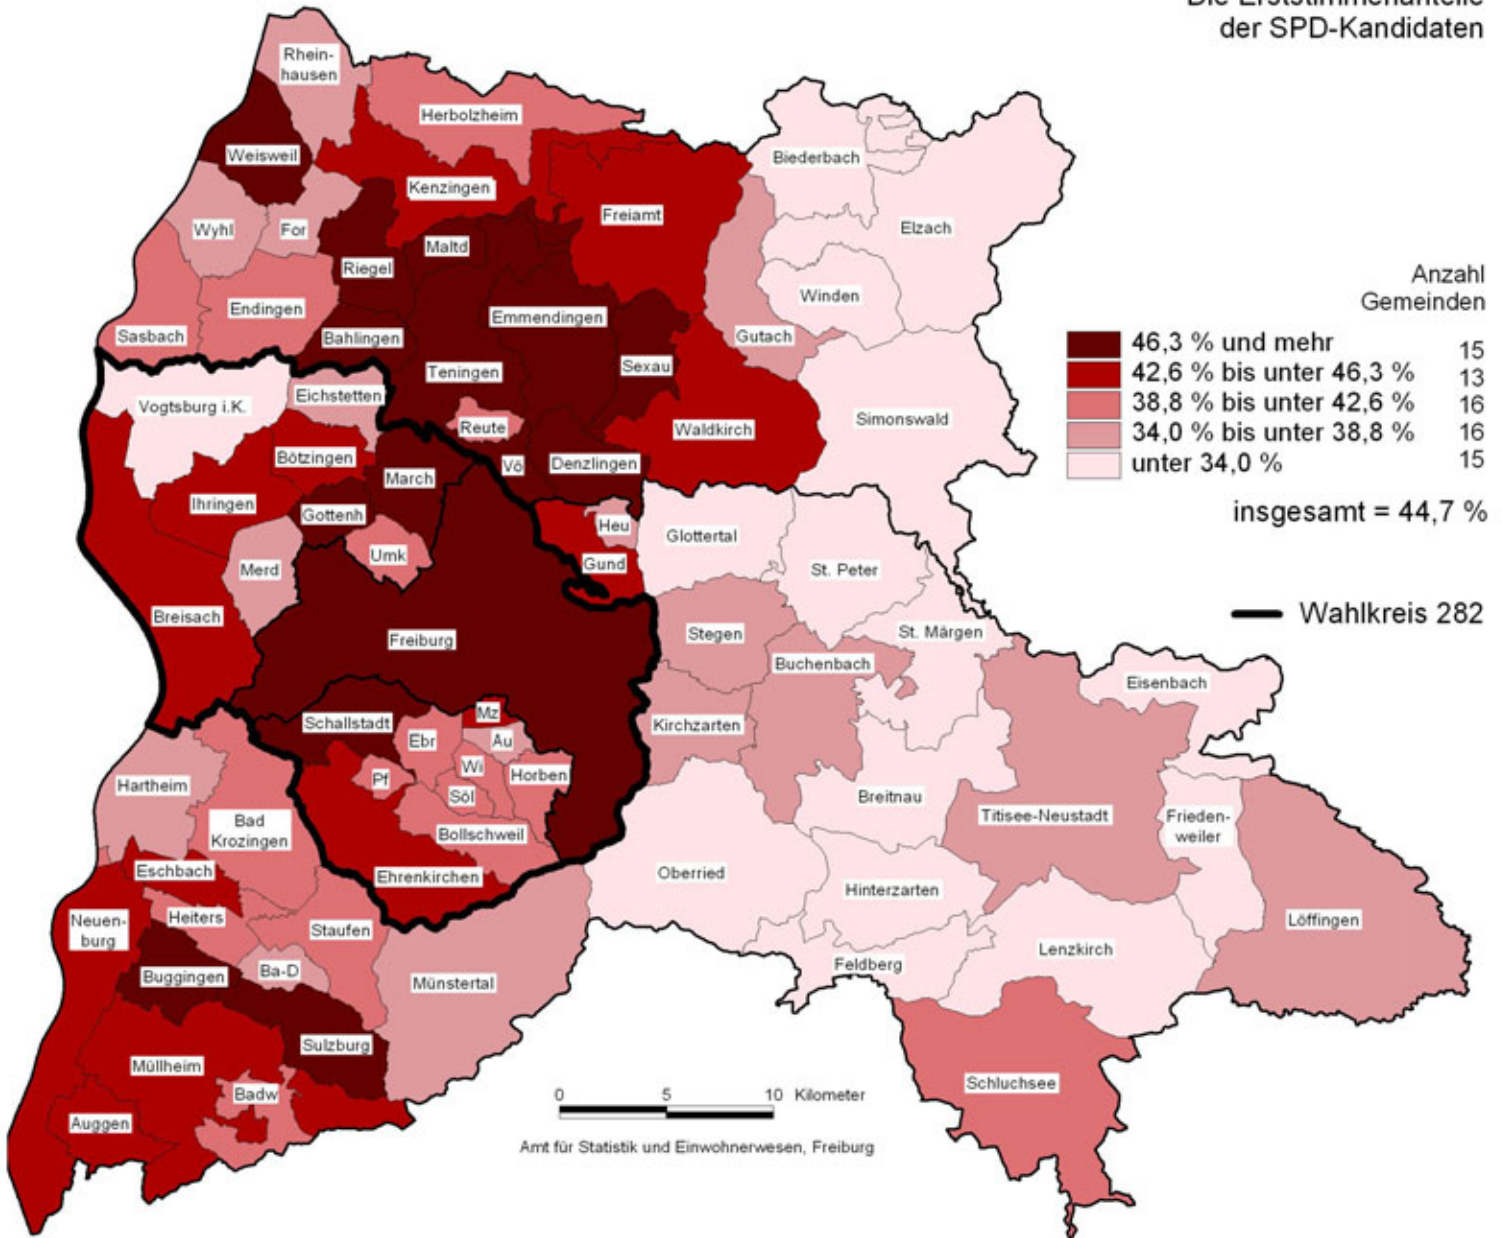 Die Erststimmenanteile
der SPD-Kandidaten
Rhein-
hausen
Herbolzheim
Weisweil
Biederbach
Kenzingen
Freiamt
Wyhl
For
Elzach
Maltd
Riegel
Winden
Endingen
Emmendingen
Sasbach
Bahlingen
Gutach
Sexau
Teningen
Eichstetten
Vogtsburg i.K.
Simonswald
Reute
Waldkirch
Bötzingen
Vö
Denzlingen
March
Ihringen
Gottenh
Heu
Glottertal
Umk
Gund
Merd
St. Peter
Breisach
Freiburg
Stegen
St. Märgen
Buchenbach
Eisenbach
Schallstadt
Mz
Kirchzarten
Ebr
Au
Wi
Horben
Pf
Hartheim
Söl
Breitnau
Titisee-Neustadt
Frieden-
weiler
Bad
Krozingen
Bollschweil
Eschbach
Ehrenkirchen
Oberried
Hinterzarten
Neuen-
burg
Heiters
Staufen
Löffingen
Lenzkirch
Feldberg
Ba-D
Buggingen
Münstertal
Sulzburg
Müllheim
Schluchsee
Badw
Auggen
Anzahl
Gemeinden
46,3 % und mehr 15
42,6 % bis unter 46,3 % 13
38,8 % bis unter 42,6 % 16
34,0 % bis unter 38,8 % 16
unter 34,0 % 15
insgesamt = 44,7 %
Wahlkreis 282
0 5 10 Kilometer
Amt für Statistik und Einwohnerwesen, Freiburg